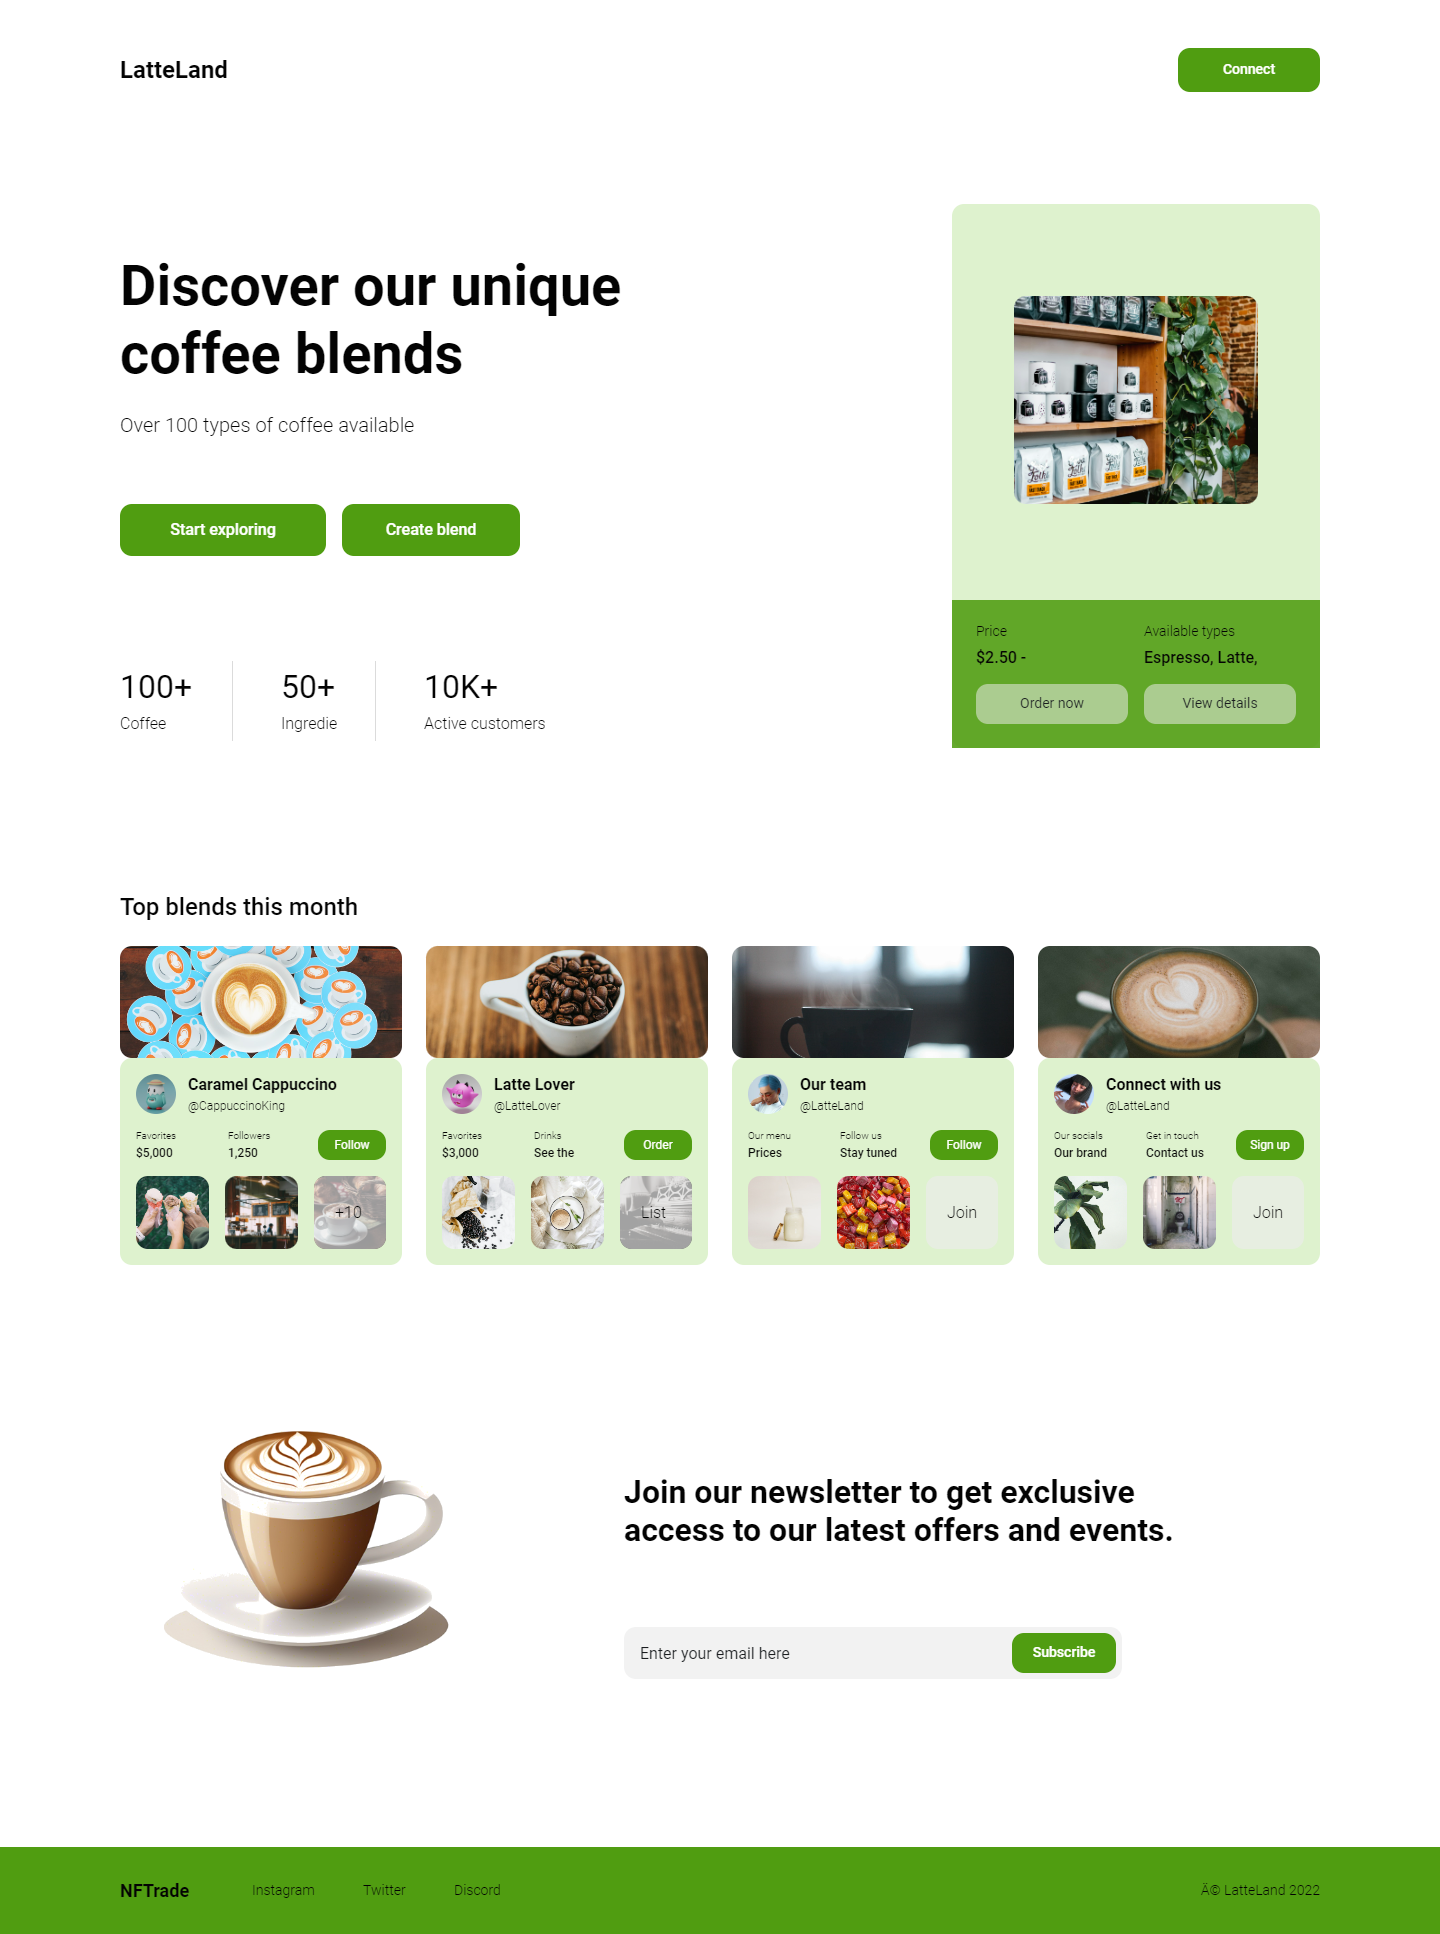 LatteLand
Connect
Discover our unique
coffee blends
Over 100 types of coffee available
Start exploring
Create blend
100+
Coffee
50+
Ingredie
10K+
Active customers
Price
$2.50 -
Available types
Espresso, Latte,
Order now
View details
Top blends this month
Caramel Cappuccino
@CappuccinoKing
Favorites
$5,000
Followers
1,250
Follow
+10
Latte Lover
@LatteLover
Favorites
$3,000
Drinks
See the
Order
List
Our team
@LatteLand
Our menu
Prices
Follow us
Stay tuned
Follow
Join
Connect with us
@LatteLand
Our socials
Our brand
Get in touch
Contact us
Sign up
Join
Join our newsletter to get exclusive
access to our latest offers and events.
Enter your email here
Subscribe
NFTrade
Instagram
Twitter
Discord
Ã© LatteLand 2022